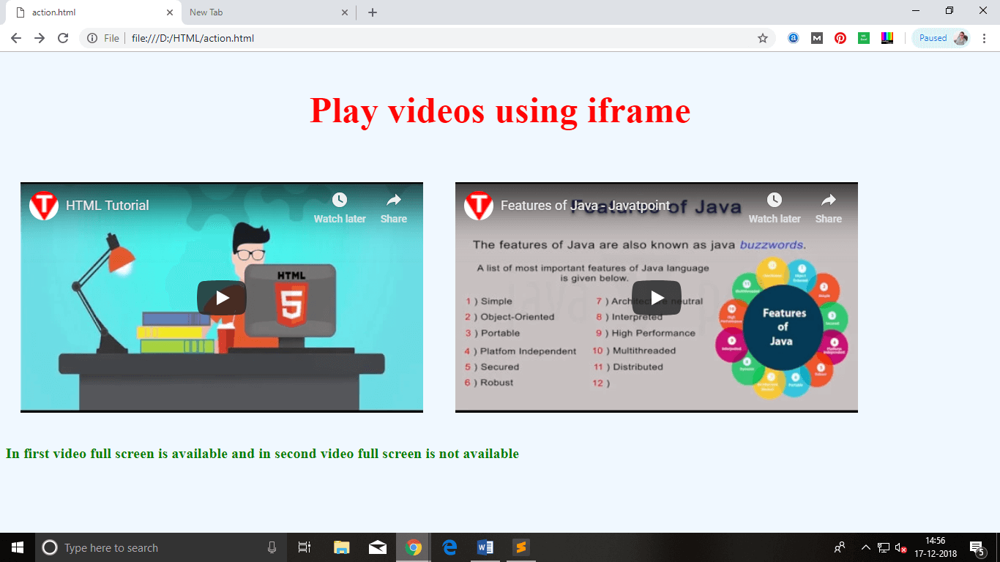 action.html
New Tab
File
file:///D:/HTML/action.html
Paused
Play videos using iframe
HTML Tutorial
Watch later
Share
HTML
5
Features of Java - Javatpoint
Features of Java
Watch later
Share
The features of Java are also known as java buzzwords.
A list of most important features of Java language
is given below.
1 ) Simple
2 ) Object-Oriented
3 ) Portable
4 ) Platfom Independent
5 ) Secured
6 ) Robust
7 ) Architecture neutral
8 ) Interpreted
9 ) High Performance
10 ) Multithreaded
11 ) Distributed
12 )
Features
of
Java
In first video full screen is available and in second video full screen is not available
Type here to search
14:56
17-12-2018
5